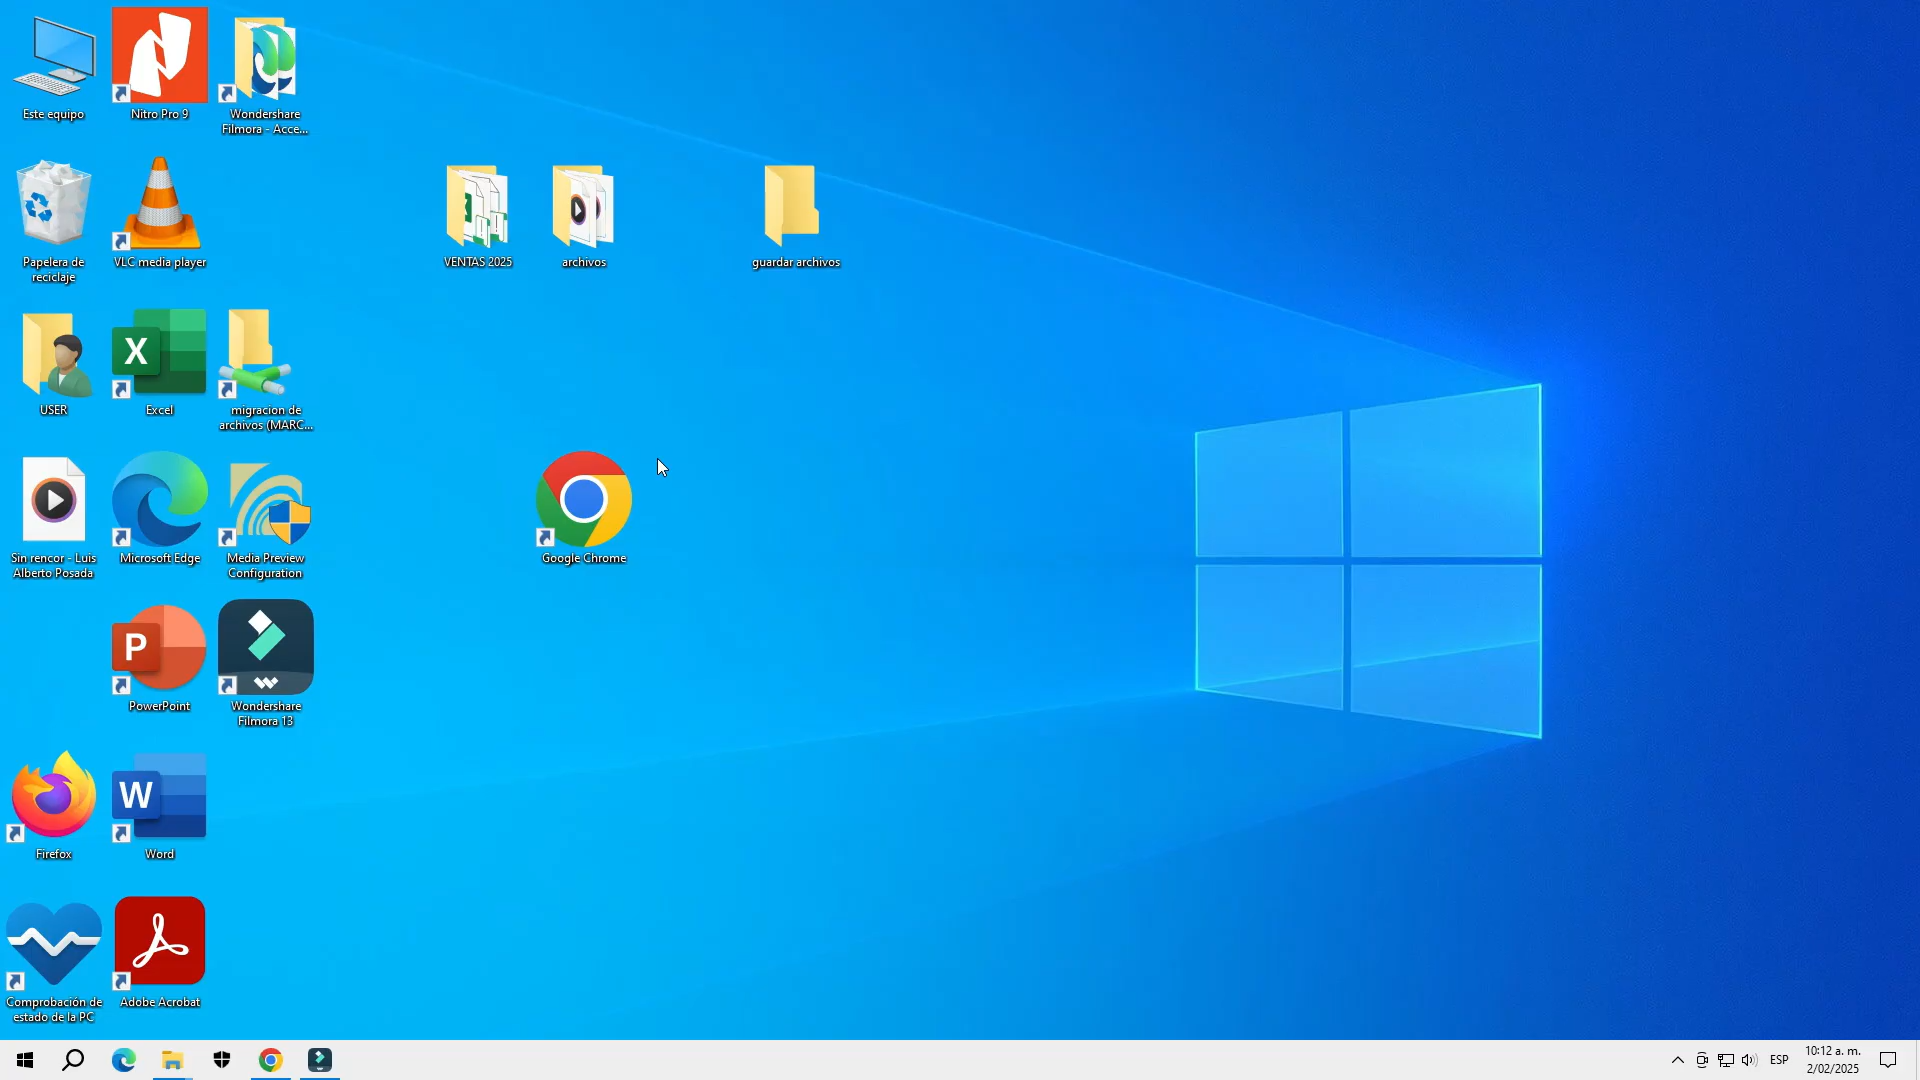 Este equipo
Nitro Pro 9
Wondershare
Filmora - Acce...
Papelera de
reciclaje
VLC media player
VENTAS 2025
archivos
guardar archivos
USER
X
Excel
migracion de
archivos (MARC...
Sin rencor - Luis
Alberto Posada
Microsoft Edge
Media Preview
Configuration
Google Chrome
P
PowerPoint
Wondershare
Filmora 13
Firefox
W
Word
Comprobación de
estado de la PC
Adobe Acrobat
ESP
10:12 a. m.
2/02/2025